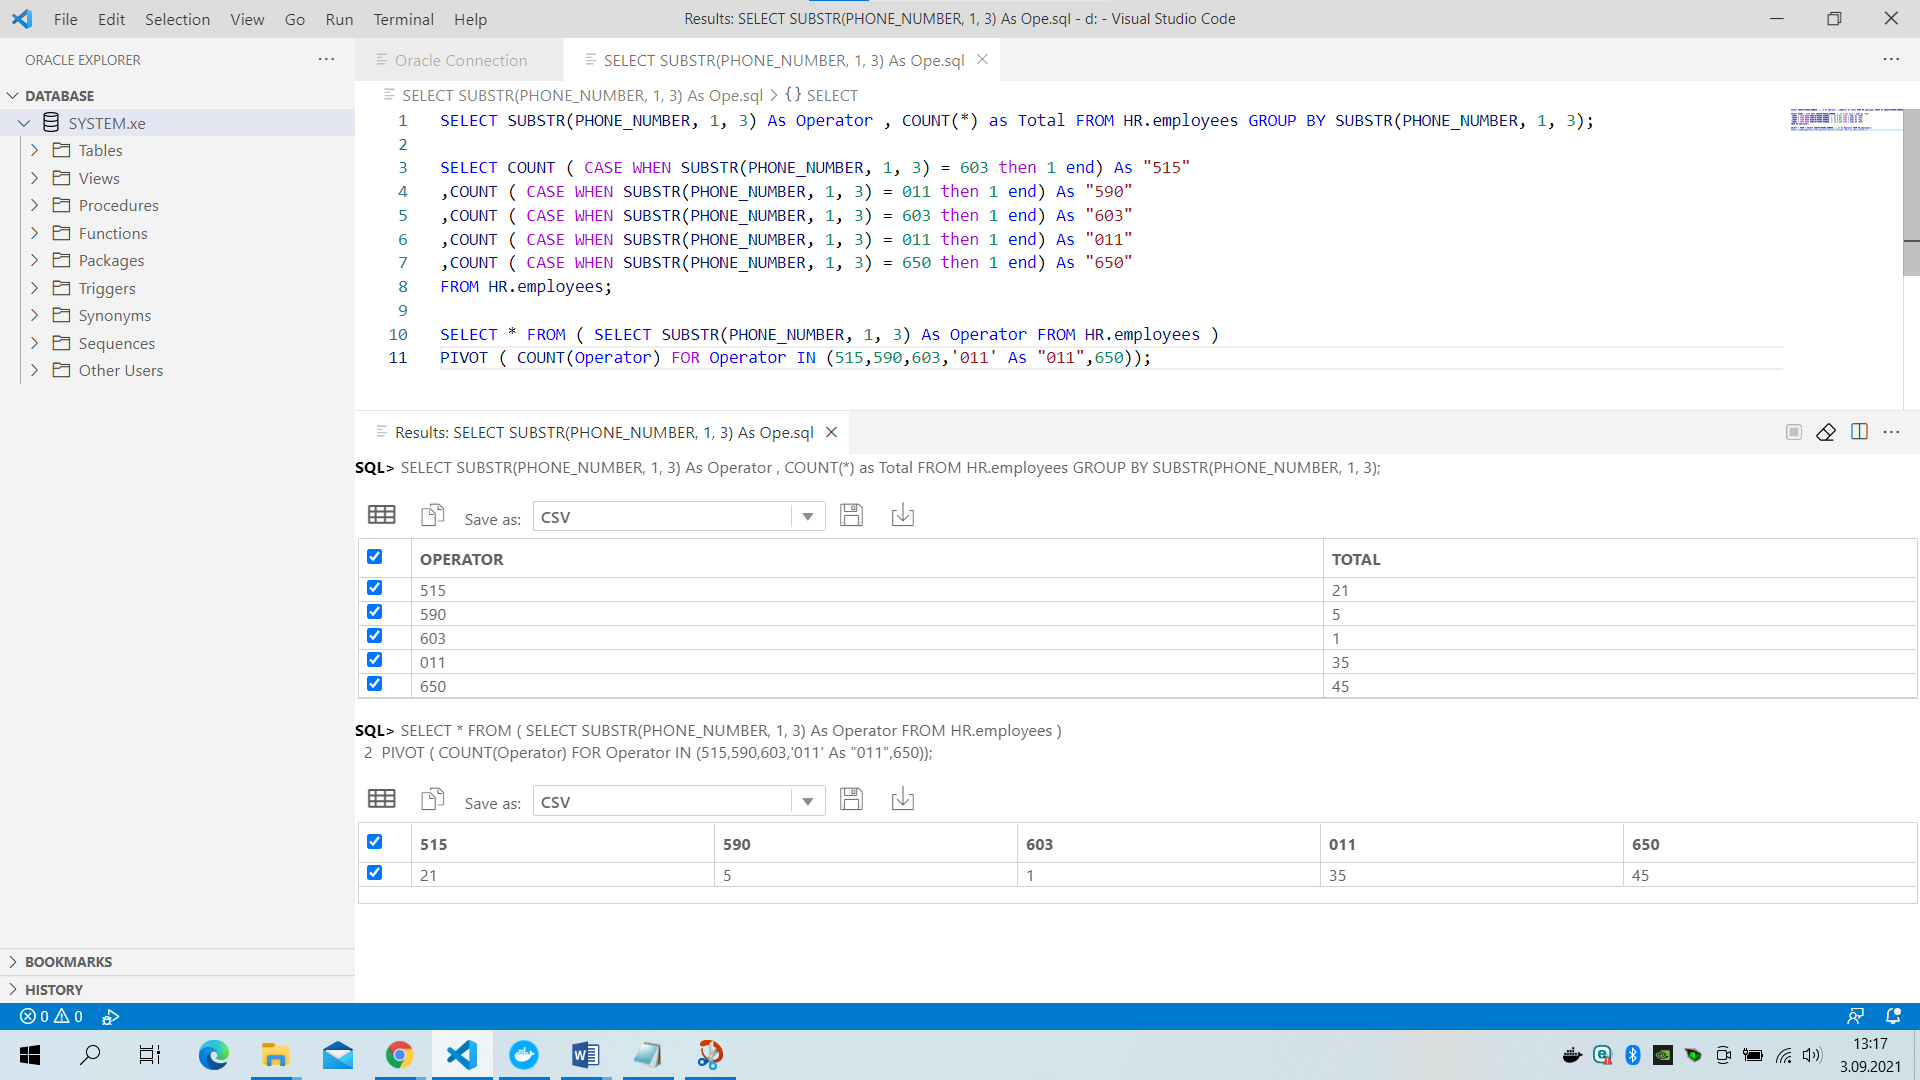 File Edit Selection View Go Run Terminal Help
Results: SELECT SUBSTR(PHONE_NUMBER, 1, 3) As Ope.sql - d: - Visual Studio Code
ORACLE EXPLORER
DATABASE
SYSTEM.xe
Tables
Views
Procedures
Functions
Packages
Triggers
Synonyms
Sequences
Other Users
BOOKMARKS
HISTORY
Oracle Connection
SELECT SUBSTR(PHONE_NUMBER, 1, 3) As Ope.sql
SELECT SUBSTR(PHONE_NUMBER, 1, 3) As Ope.sql > {} SELECT
1 SELECT SUBSTR(PHONE_NUMBER, 1, 3) As Operator , COUNT(*) as Total FROM HR.employees GROUP BY SUBSTR(PHONE_NUMBER, 1, 3);
2
3 SELECT COUNT ( CASE WHEN SUBSTR(PHONE_NUMBER, 1, 3) = 603 then 1 end) As "515"
4 ,COUNT ( CASE WHEN SUBSTR(PHONE_NUMBER, 1, 3) = 011 then 1 end) As "590"
5 ,COUNT ( CASE WHEN SUBSTR(PHONE_NUMBER, 1, 3) = 603 then 1 end) As "603"
6 ,COUNT ( CASE WHEN SUBSTR(PHONE_NUMBER, 1, 3) = 011 then 1 end) As "011"
7 ,COUNT ( CASE WHEN SUBSTR(PHONE_NUMBER, 1, 3) = 650 then 1 end) As "650"
8 FROM HR.employees;
9
10 SELECT * FROM ( SELECT SUBSTR(PHONE_NUMBER, 1, 3) As Operator FROM HR.employees )
11 PIVOT ( COUNT(Operator) FOR Operator IN (515,590,603,'011' As "011",650));
Results: SELECT SUBSTR(PHONE_NUMBER, 1, 3) As Ope.sql
SQL> SELECT SUBSTR(PHONE_NUMBER, 1, 3) As Operator , COUNT(*) as Total FROM HR.employees GROUP BY SUBSTR(PHONE_NUMBER, 1, 3);
Save as: CSV
OPERATOR TOTAL
515 21
590 5
603 1
011 35
650 45
SQL> SELECT * FROM ( SELECT SUBSTR(PHONE_NUMBER, 1, 3) As Operator FROM HR.employees )
2 PIVOT ( COUNT(Operator) FOR Operator IN (515,590,603,'011' As "011",650));
Save as: CSV
515 590 603 011 650
21 5 1 35 45
0 0
13:17
3.09.2021